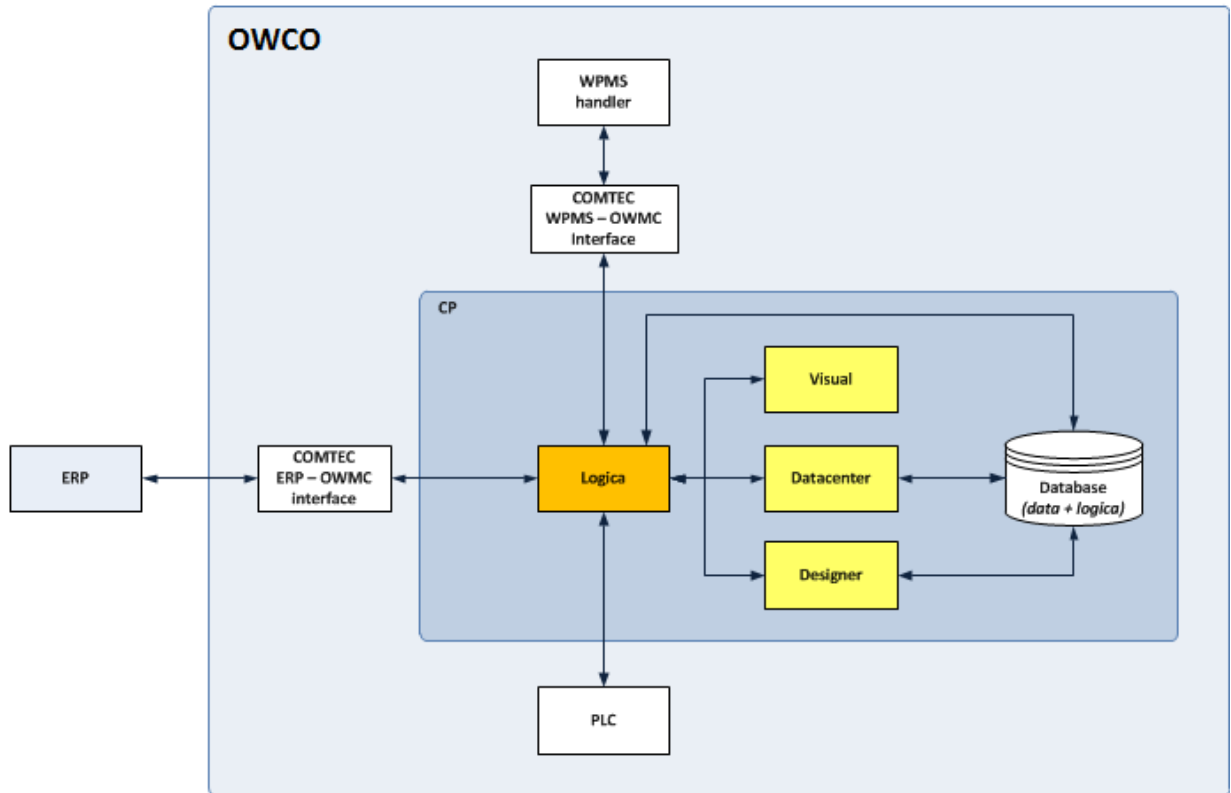 OWCO
WPMS
handler
COMTEC
WPMS – OWMC
Interface
CP
Visual
ERP
COMTEC
ERP – OWMC
interface
Logica
Datacenter
Database
(data + logica)
Designer
PLC